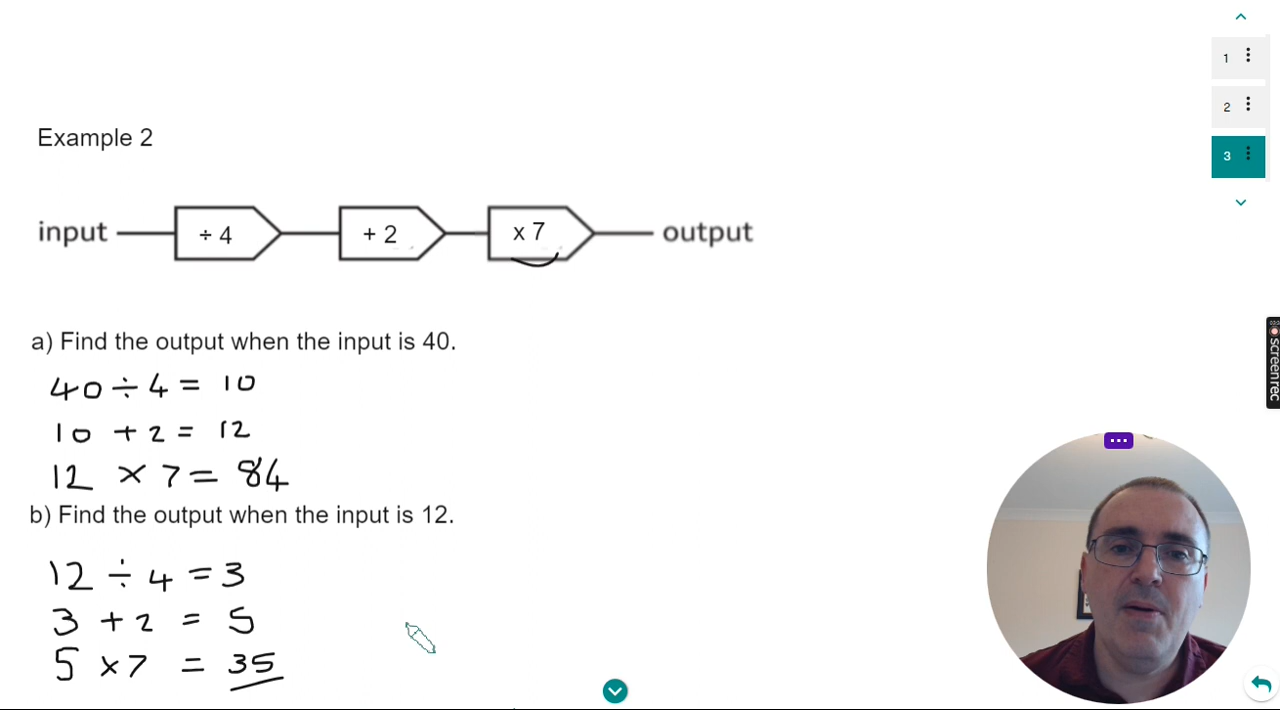 1
2
3
Example 2
input ÷ 4 + 2 x 7 output
a) Find the output when the input is 40.
40 ÷ 4 = 10
10 + 2 = 12
12 × 7 = 84
b) Find the output when the input is 12.
12 ÷ 4 = 3
3 + 2 = 5
5 × 7 = 35
screenrec